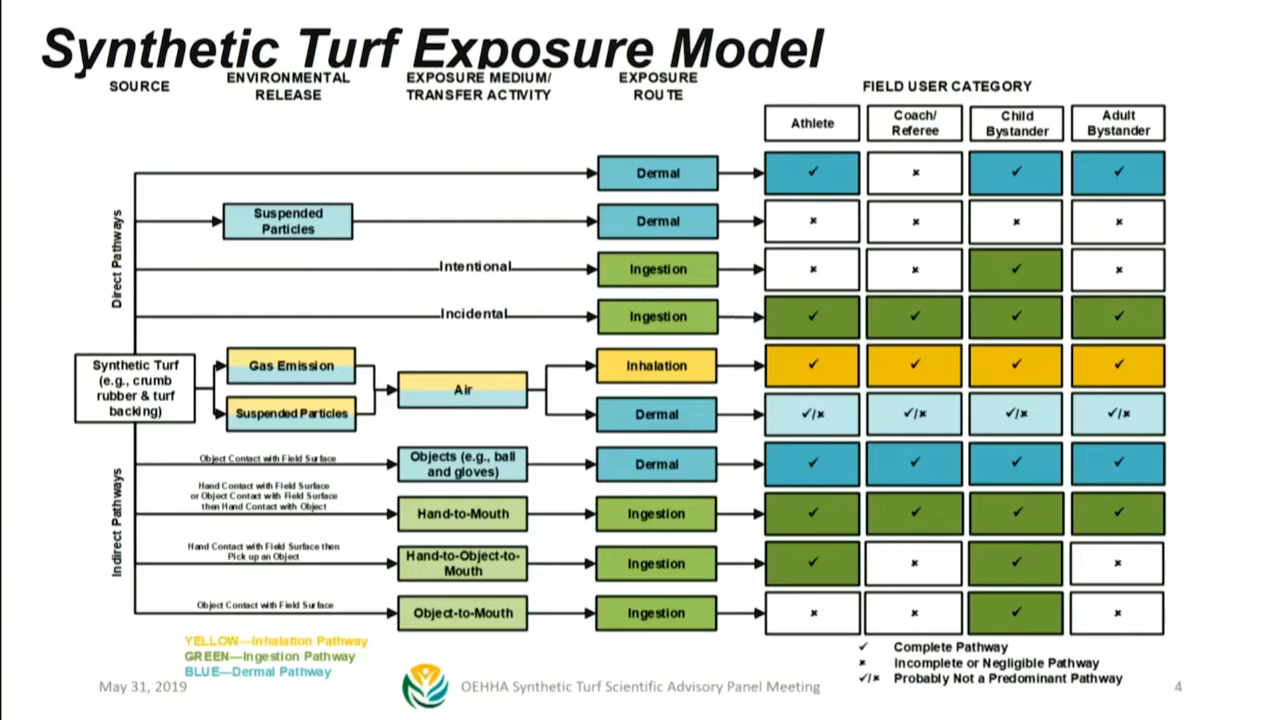 Synthetic Turf Exposure Model
SOURCE
ENVIRONMENTAL
RELEASE
EXPOSURE MEDIUM/
TRANSFER ACTIVITY
EXPOSURE
ROUTE
FIELD USER CATEGORY
Athlete
Coach/
Referee
Child
Bystander
Adult
Bystander
Direct Pathways
Dermal
✓
×
✓
✓
Suspended
Particles
Dermal
×
×
×
×
Intentional
Ingestion
×
×
✓
×
Incidental
Ingestion
✓
✓
✓
✓
Synthetic Turf
(e.g., crumb
rubber & turf
backing)
Gas Emission
Suspended Particles
Air
Inhalation
✓
✓
✓
✓
Dermal
✓/×
✓/×
✓/×
✓/×
Indirect Pathways
Object Contact with Field Surface
Objects (e.g., ball
and gloves)
Dermal
✓
✓
✓
✓
Hand Contact with Field Surface
or Object Contact with Field Surface
then Hand Contact with Object
Hand-to-Mouth
Ingestion
✓
✓
✓
✓
Hand Contact with Field Surface then
Pick up an Object
Hand-to-Object-to-
Mouth
Ingestion
✓
×
✓
×
Object Contact with Field Surface
Object-to-Mouth
Ingestion
×
×
✓
×
YELLOW—Inhalation Pathway
GREEN—Ingestion Pathway
BLUE—Dermal Pathway
✓ Complete Pathway
× Incomplete or Negligible Pathway
✓/× Probably Not a Predominant Pathway
May 31, 2019
OEHHA Synthetic Turf Scientific Advisory Panel Meeting
4